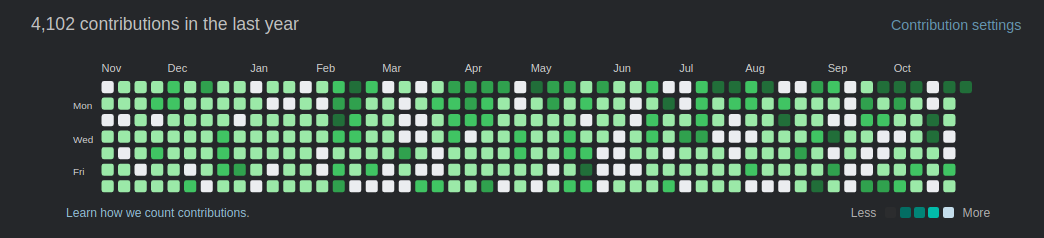 4,102 contributions in the last year
Contribution settings
Nov Dec Jan Feb Mar Apr May Jun Jul Aug Sep Oct
Mon
Wed
Fri
Learn how we count contributions.
Less More